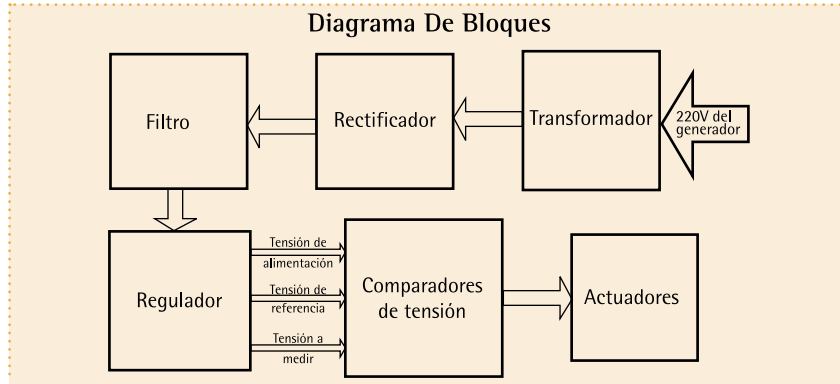 Diagrama De Bloques
220V del
generador
Transformador
Rectificador
Filtro
Regulador
Tensión de
alimentación
Tensión de
referencia
Tensión a
medir
Comparadores
de tensión
Actuadores